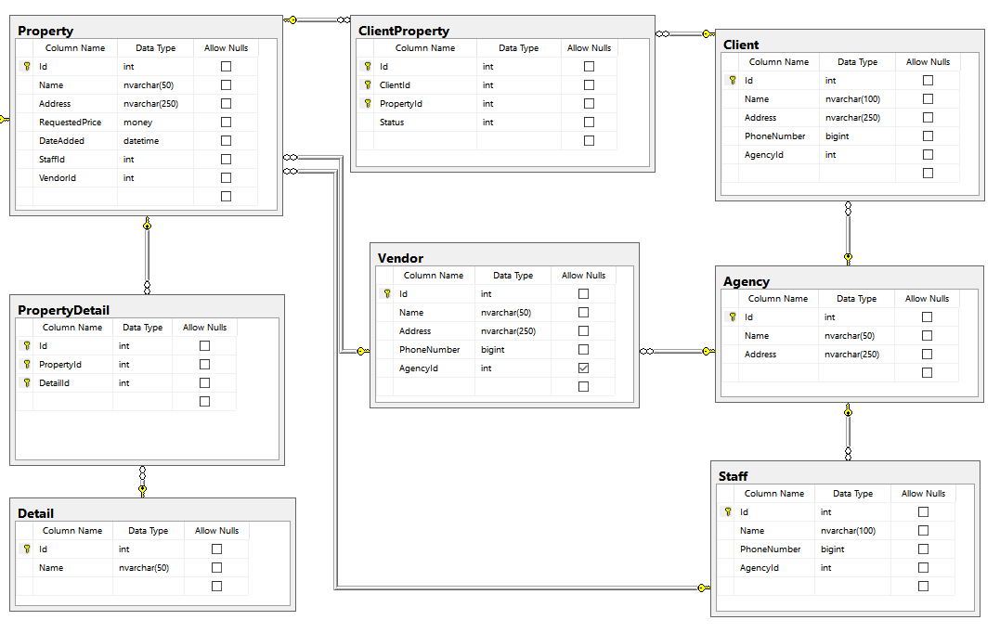 Property
Column Name Data Type Allow Nulls
Id int
Name nvarchar(50)
Address nvarchar(250)
RequestedPrice money
DateAdded datetime
StaffId int
VendorId int
ClientProperty
Column Name Data Type Allow Nulls
Id int
ClientId int
PropertyId int
Status int
Client
Column Name Data Type Allow Nulls
Id int
Name nvarchar(100)
Address nvarchar(250)
PhoneNumber bigint
AgencyId int
Vendor
Column Name Data Type Allow Nulls
Id int
Name nvarchar(50)
Address nvarchar(250)
PhoneNumber bigint
AgencyId int
Agency
Column Name Data Type Allow Nulls
Id int
Name nvarchar(50)
Address nvarchar(250)
PropertyDetail
Column Name Data Type Allow Nulls
Id int
PropertyId int
DetailId int
Detail
Column Name Data Type Allow Nulls
Id int
Name nvarchar(50)
Staff
Column Name Data Type Allow Nulls
Id int
Name nvarchar(100)
PhoneNumber bigint
AgencyId int